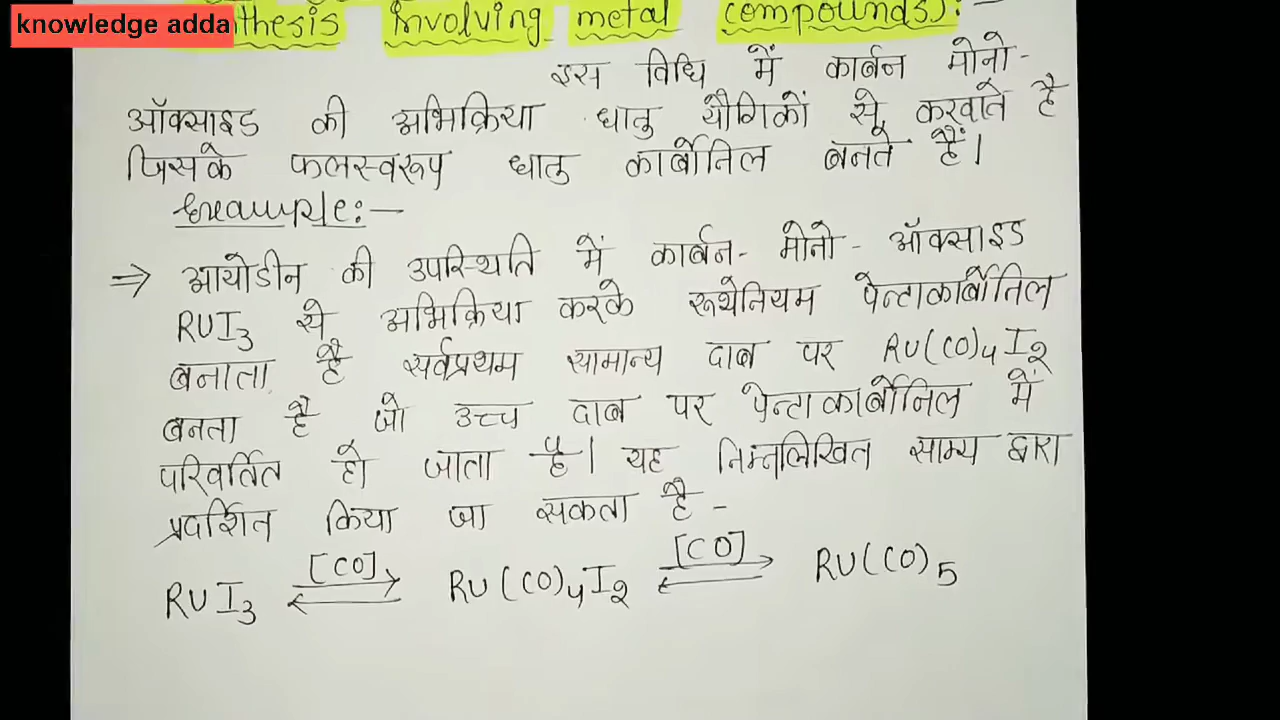 knowledge adda
thesis involving metal compounds):-
इस विधि में कार्बन मोनो-
ऑक्साइड की अभिक्रिया धातु यौगिकों से करवाते है
जिसके फलस्वरूप धातु कार्बोनिल बनते हैं।
Example:-
⇒ आयोडीन की उपस्थिति में कार्बन- मोनो - ऑक्साइड
RUI₃ से अभिक्रिया करके रूथेनियम पेन्टाकार्बोनिल
बनाता है सर्वप्रथम सामान्य दाब पर RU(CO)₄I₂
बनता है जो उच्च दाब पर पेन्टाकार्बोनिल में
परिवर्तित हो जाता है। यह निम्नलिखित साम्य द्वारा
प्रदर्शित किया जा सकता है -
RUI₃ ⇌ [CO] RU(CO)₄I₂ ⇌ [CO] RU(CO)₅